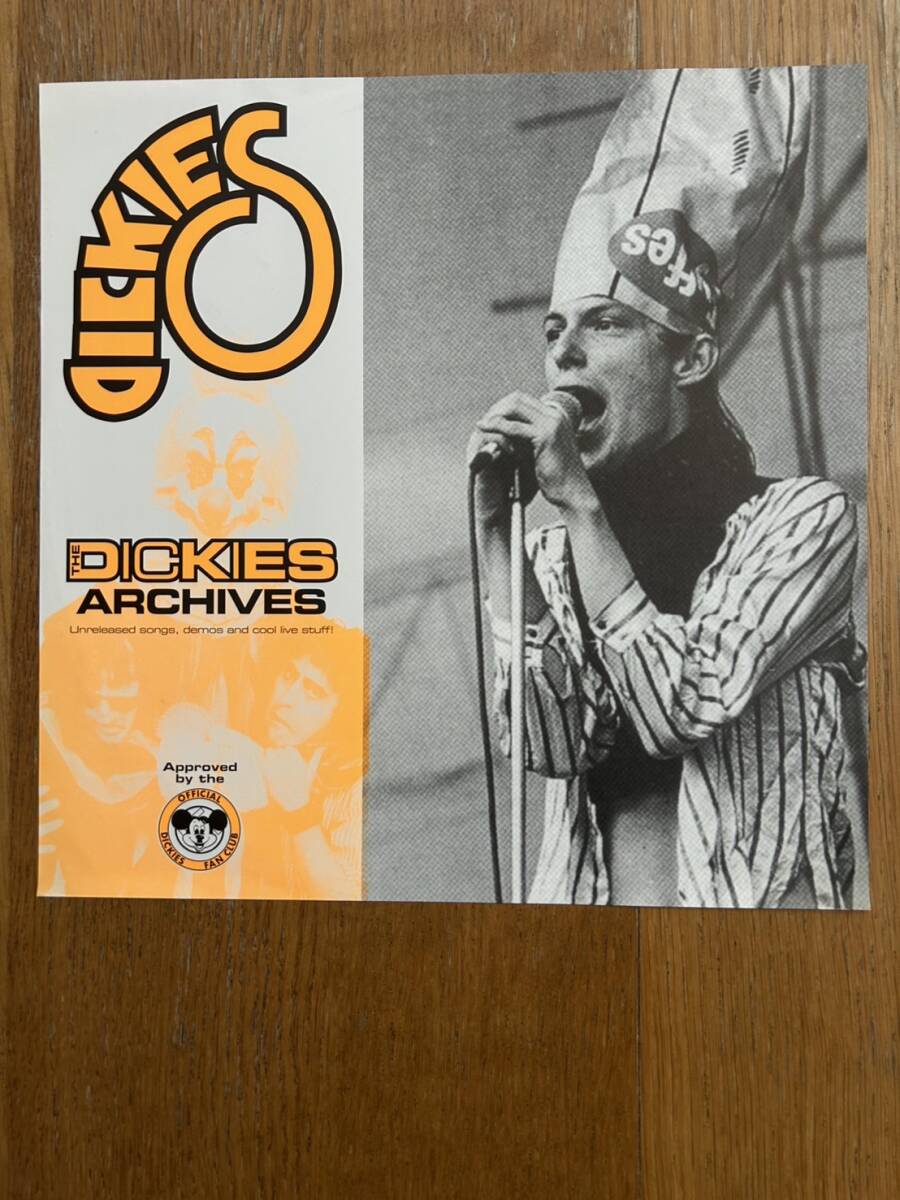 DICKIES
THE DICKIES
ARCHIVES
Unreleased songs, demos and cool live stuff!
Approved
by the
OFFICIAL
DICKIES FAN CLUB